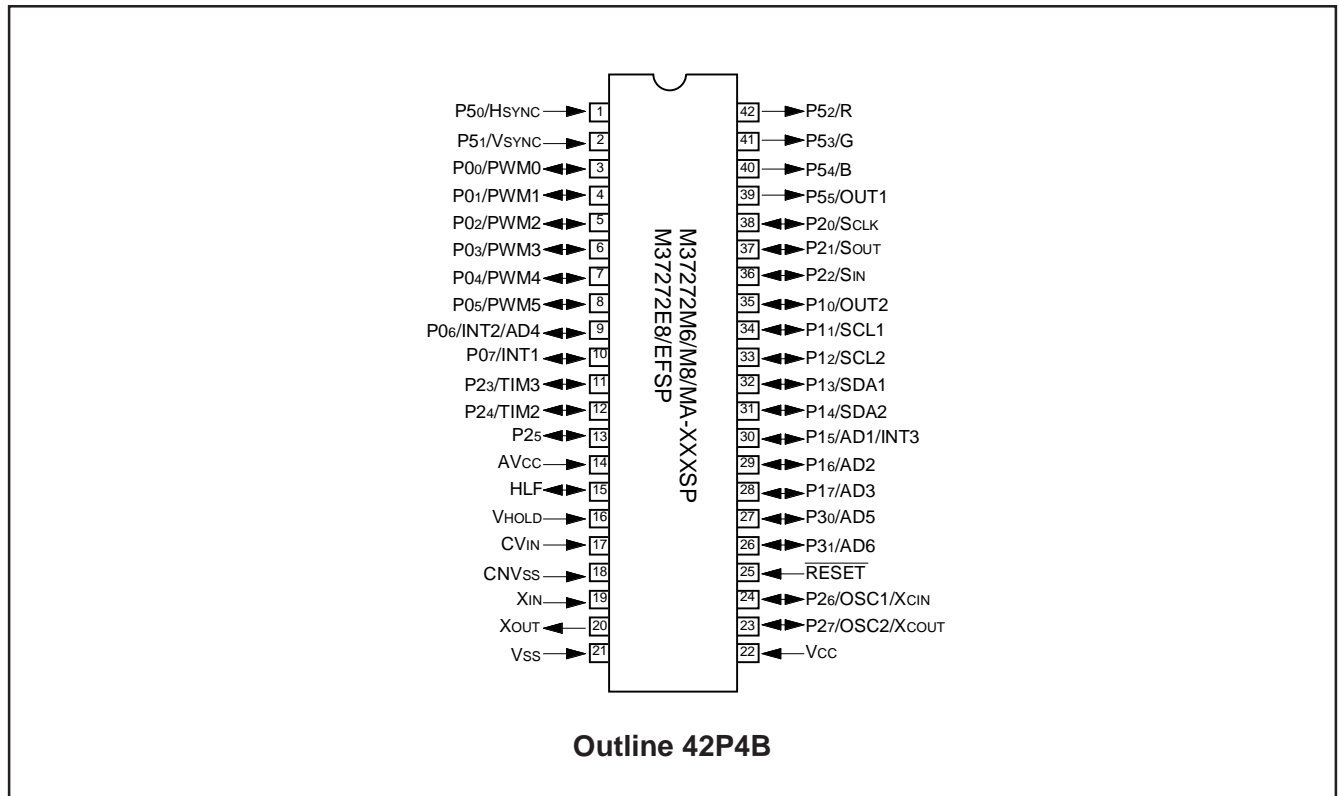 P50/HSYNC 1 42 P52/R
P51/VSYNC 2 41 P53/G
P00/PWM0 3 40 P54/B
P01/PWM1 4 39 P55/OUT1
P02/PWM2 5 38 P20/SCLK
P03/PWM3 6 37 P21/SOUT
P04/PWM4 7 36 P22/SIN
P05/PWM5 8 35 P10/OUT2
P06/INT2/AD4 9 34 P11/SCL1
P07/INT1 10 33 P12/SCL2
P23/TIM3 11 32 P13/SDA1
P24/TIM2 12 31 P14/SDA2
P25 13 30 P15/AD1/INT3
AVCC 14 29 P16/AD2
HLF 15 28 P17/AD3
VHOLD 16 27 P30/AD5
CVIN 17 26 P31/AD6
CNVSS 18 25 RESET
XIN 19 24 P26/OSC1/XCIN
XOUT 20 23 P27/OSC2/XCOUT
VSS 21 22 VCC
M37272M6/M8/MA-XXXSP
M37272E8/EFSP
Outline 42P4B